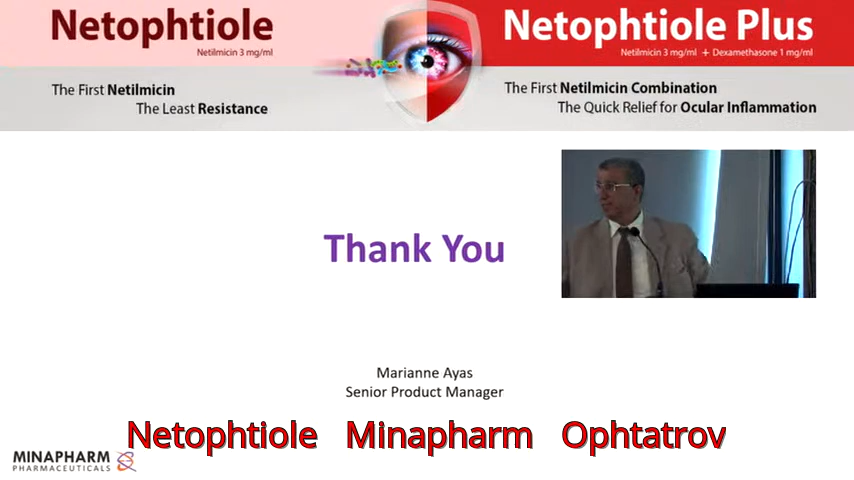 Netophtiole
Netilmicin 3 mg/ml
The First Netilmicin
The Least Resistance
Netophtiole Plus
Netilmicin 3 mg/ml + Dexamethasone 1 mg/ml
The First Netilmicin Combination
The Quick Relief for Ocular Inflammation
Thank You
Marianne Ayas
Senior Product Manager
Netophtiole Minapharm Ophtatrov
MINAPHARM
PHARMACEUTICALS